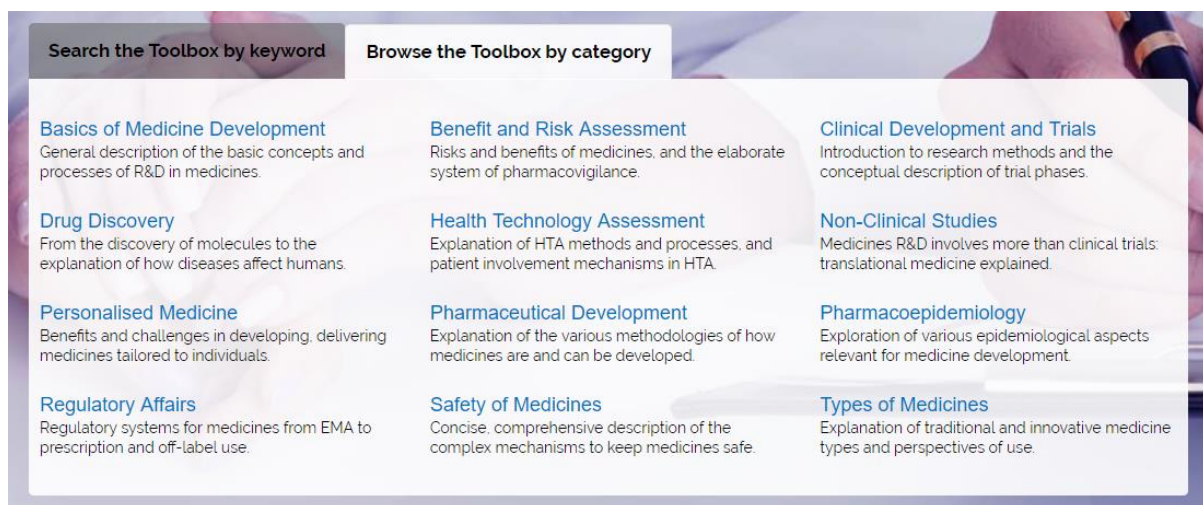 Search the Toolbox by keyword
Browse the Toolbox by category
Basics of Medicine Development
General description of the basic concepts and
processes of R&D in medicines.
Benefit and Risk Assessment
Risks and benefits of medicines, and the elaborate
system of pharmacovigilance.
Clinical Development and Trials
Introduction to research methods and the
conceptual description of trial phases.
Drug Discovery
From the discovery of molecules to the
explanation of how diseases affect humans.
Health Technology Assessment
Explanation of HTA methods and processes, and
patient involvement mechanisms in HTA.
Non-Clinical Studies
Medicines R&D involves more than clinical trials:
translational medicine explained.
Personalised Medicine
Benefits and challenges in developing, delivering
medicines tailored to individuals.
Pharmaceutical Development
Explanation of the various methodologies of how
medicines are and can be developed.
Pharmacoepidemiology
Exploration of various epidemiological aspects
relevant for medicine development.
Regulatory Affairs
Regulatory systems for medicines from EMA to
prescription and off-label use.
Safety of Medicines
Concise, comprehensive description of the
complex mechanisms to keep medicines safe.
Types of Medicines
Explanation of traditional and innovative medicine
types and perspectives of use.